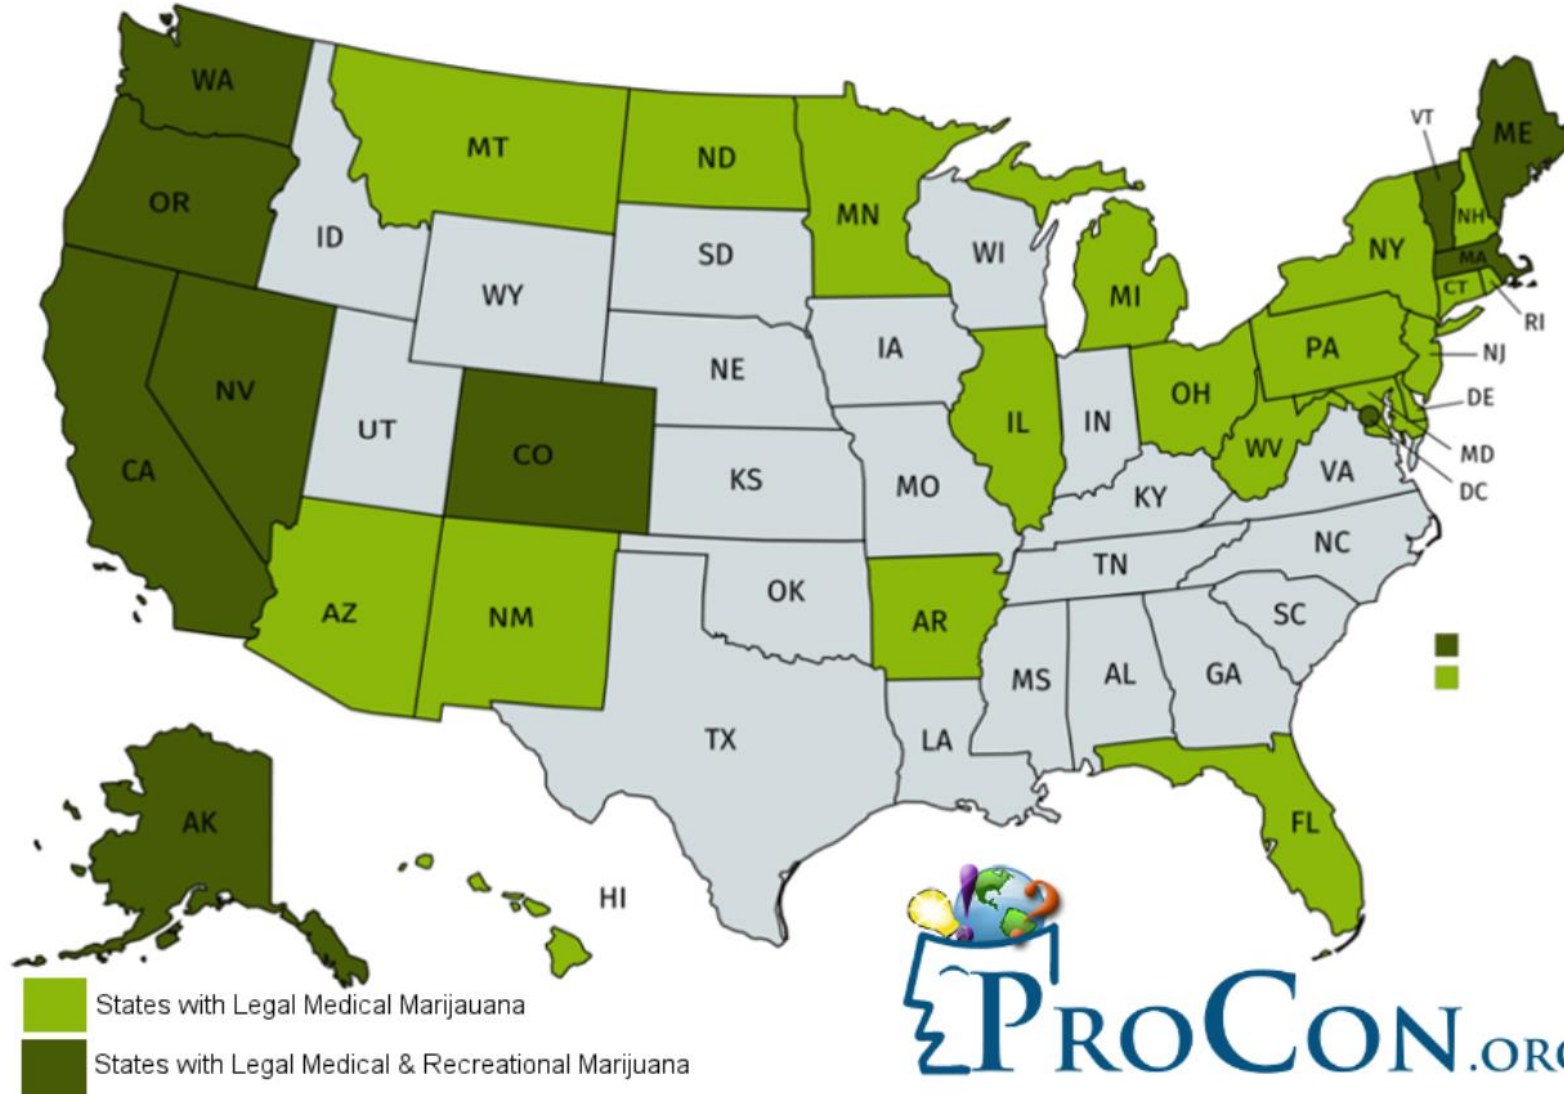 WA
VT
ME
MT
ND
OR
MN
NH
ID
NY
SD
WI
MA
WY
MI
CT
RI
IA
PA
NJ
NE
NV
OH
DE
UT
IL
IN
CO
WV
MD
CA
KS
MO
VA
DC
KY
NC
TN
OK
AZ
NM
AR
SC
MS
AL
GA
TX
LA
AK
FL
HI
States with Legal Medical Marijauana
States with Legal Medical & Recreational Marijuana
PROCON.ORG